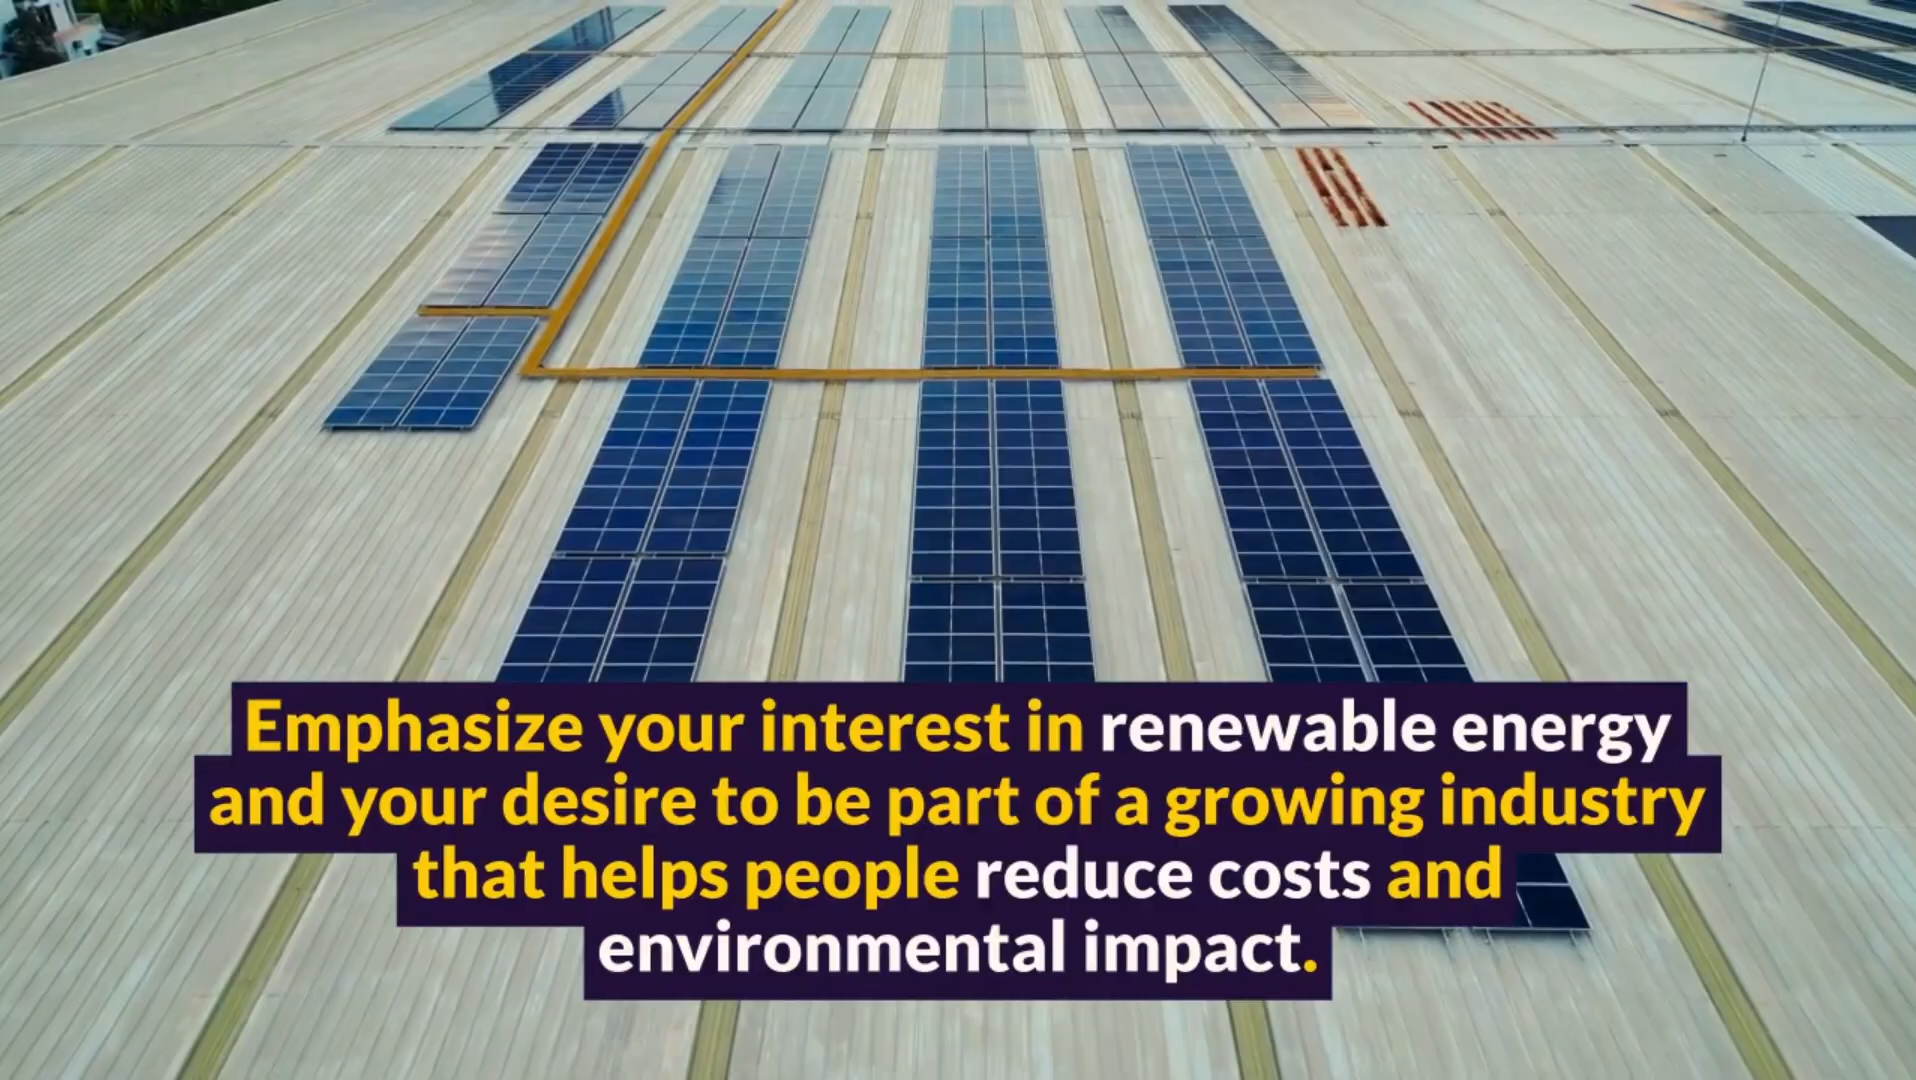 Emphasize your interest in renewable energy
and your desire to be part of a growing industry
that helps people reduce costs and
environmental impact.